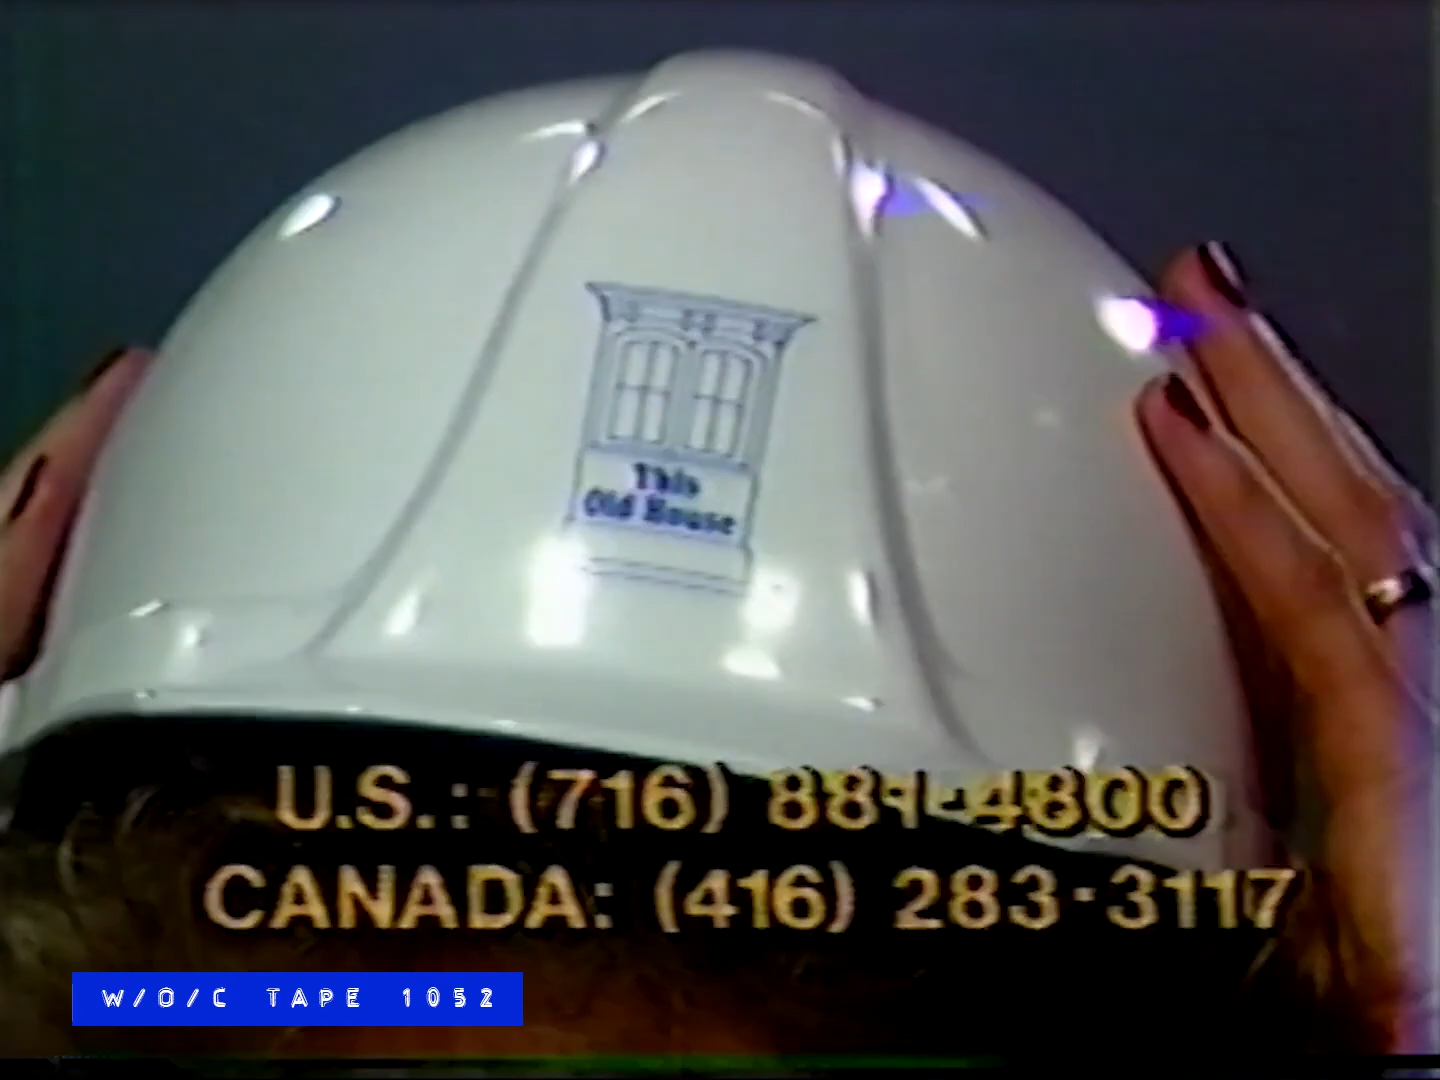 This
Old House
U.S.: (716) 881-4800
CANADA: (416) 283-3117
W/O/C TAPE 1052